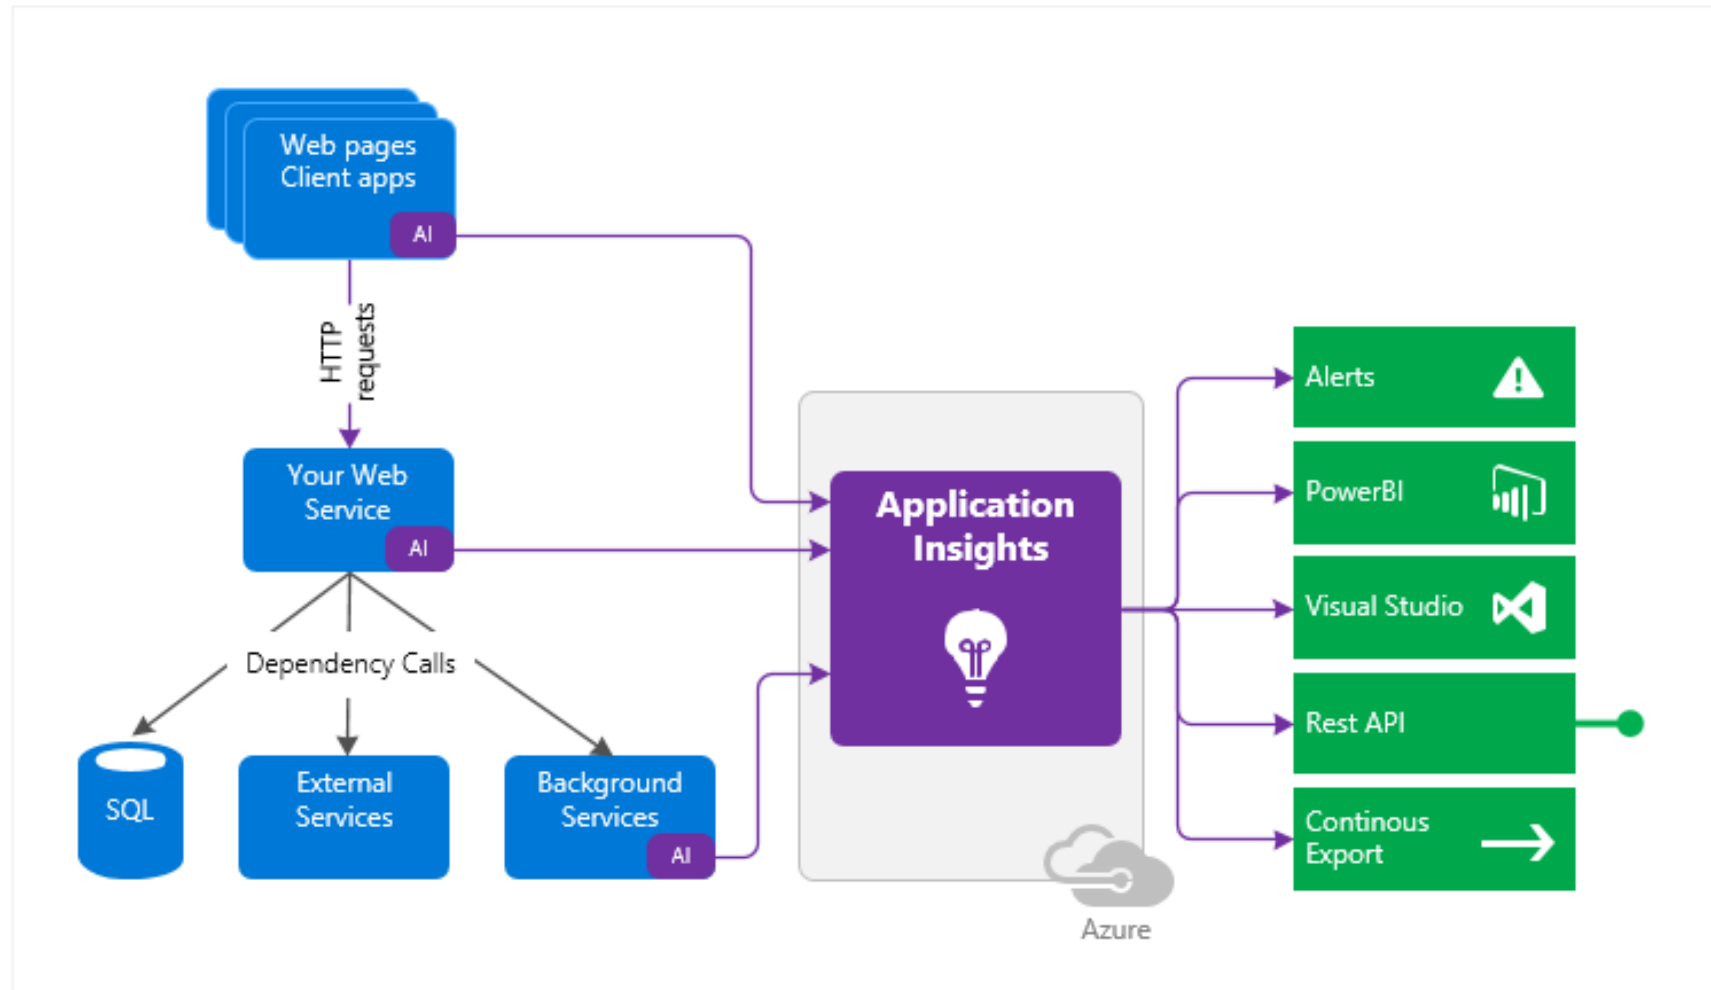 Web pages
Client apps
AI
HTTP
requests
Your Web
Service
AI
Dependency Calls
SQL
External
Services
Background
Services
AI
Application
Insights
Azure
Alerts
PowerBI
Visual Studio
Rest API
Continous
Export